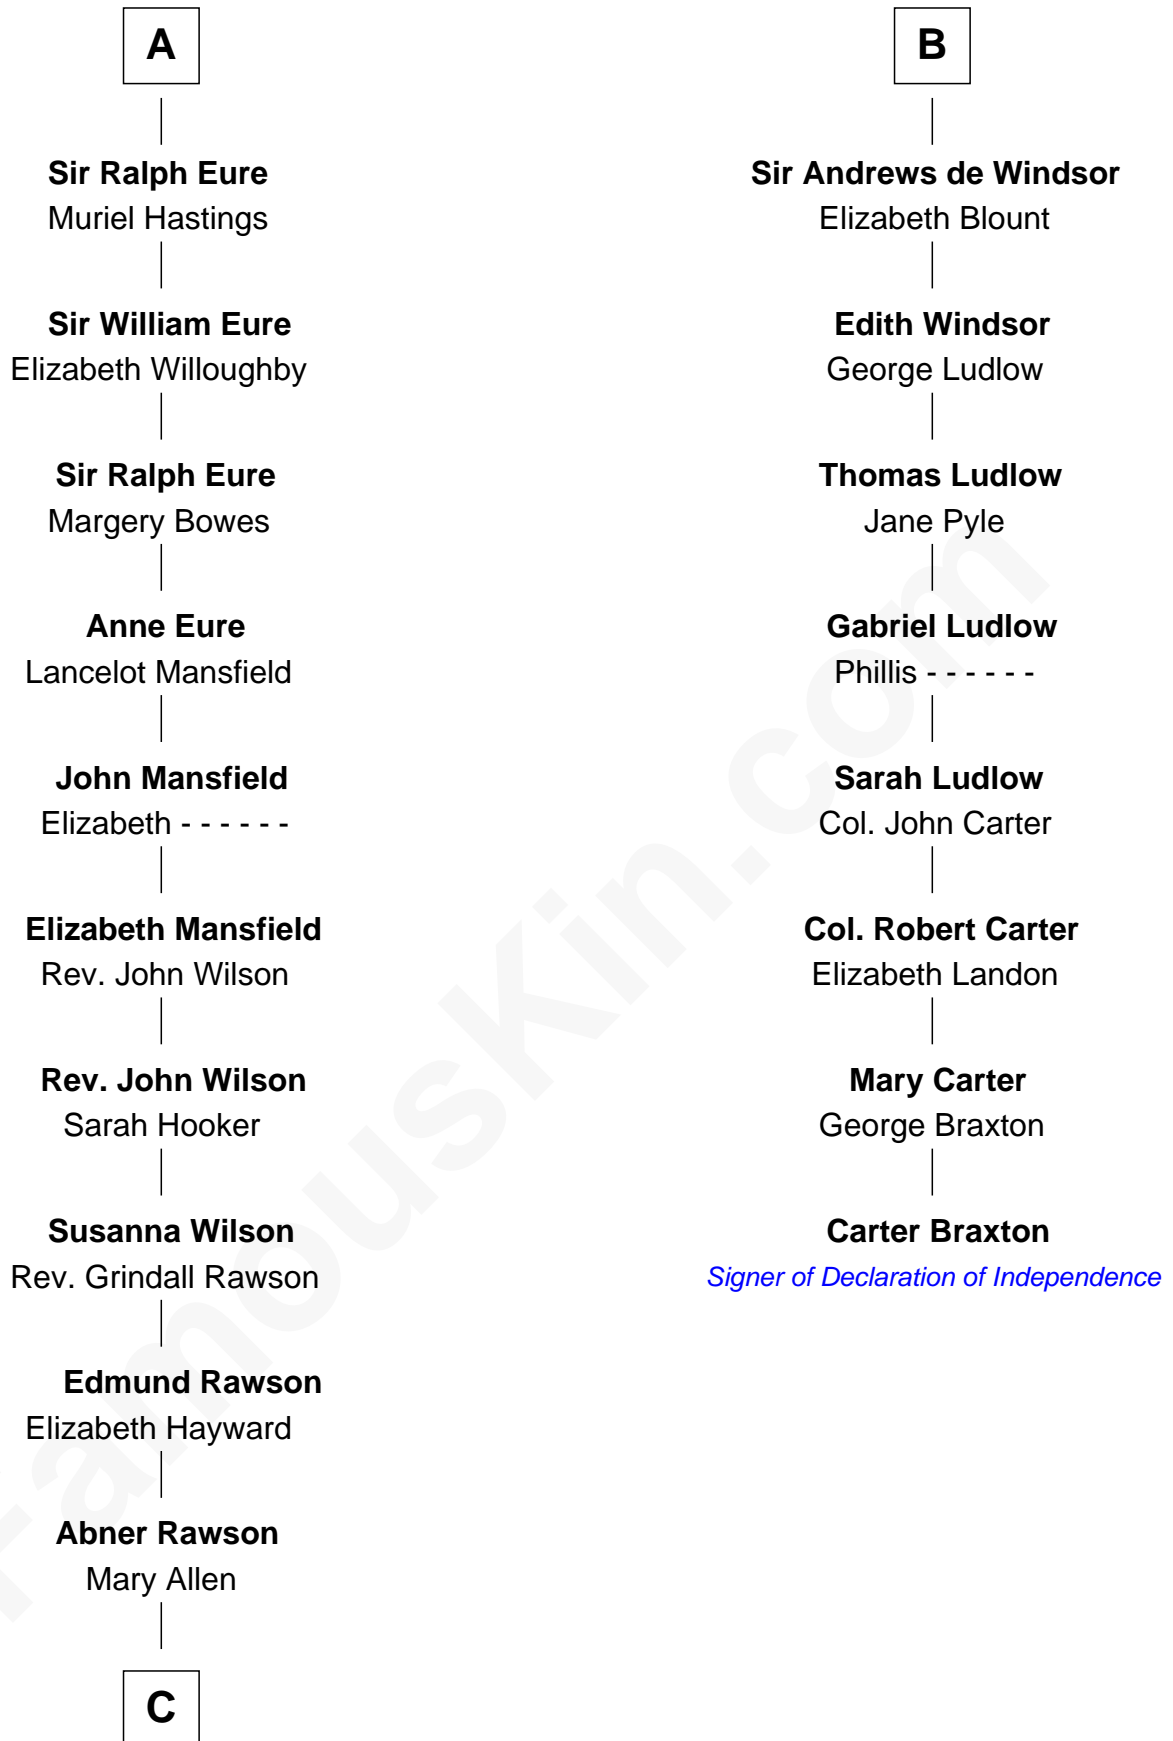 A
Sir Ralph Eure
Muriel Hastings
Sir William Eure
Elizabeth Willoughby
Sir Ralph Eure
Margery Bowes
Anne Eure
Lancelot Mansfield
John Mansfield
Elizabeth - - - - - -
Elizabeth Mansfield
Rev. John Wilson
Rev. John Wilson
Sarah Hooker
Susanna Wilson
Rev. Grindall Rawson
Edmund Rawson
Elizabeth Hayward
Abner Rawson
Mary Allen
C
B
Sir Andrews de Windsor
Elizabeth Blount
Edith Windsor
George Ludlow
Thomas Ludlow
Jane Pyle
Gabriel Ludlow
Phillis - - - - - -
Sarah Ludlow
Col. John Carter
Col. Robert Carter
Elizabeth Landon
Mary Carter
George Braxton
Carter Braxton
Signer of Declaration of Independence
FamousKin.com